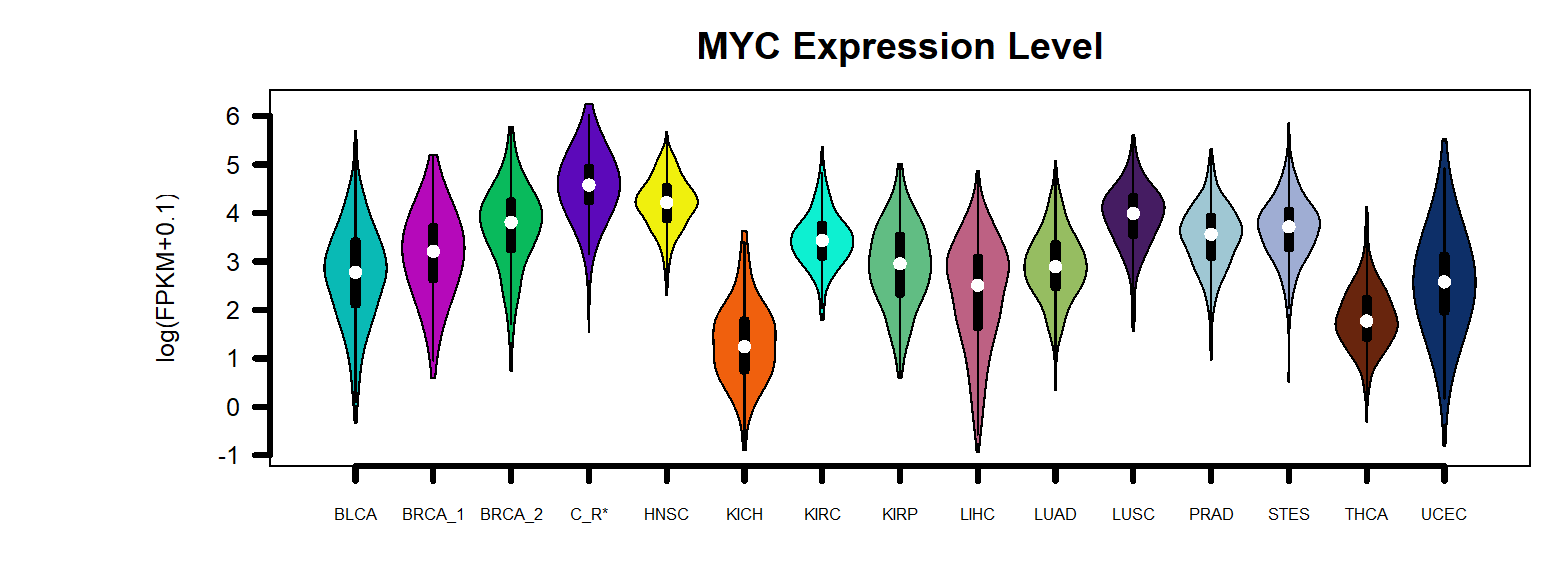 MYC Expression Level
log(FPKM+0.1)
6
5
4
3
2
1
0
-1
BLCA BRCA_1 BRCA_2 C_R* HNSC KICH KIRC KIRP LIHC LUAD LUSC PRAD STES THCA UCEC